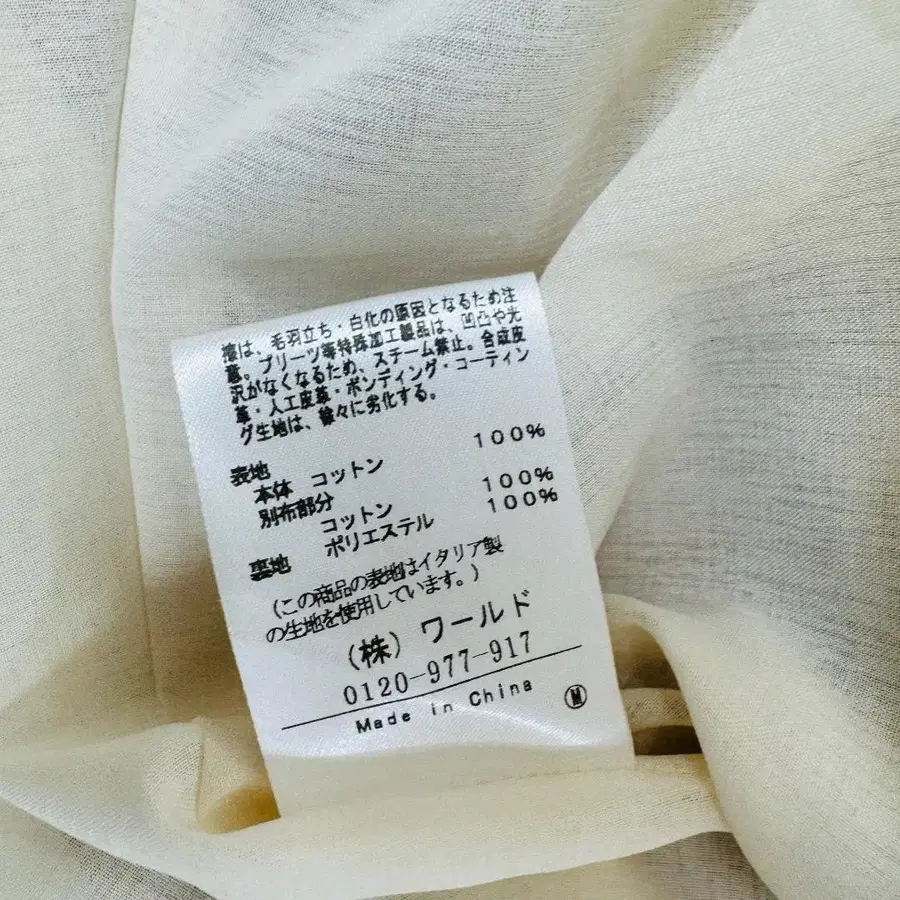 擦は、毛羽立ち・白化の原因となるため注
意。プリーツ等特殊加工製品は、凹凸や光
沢がなくなるため、スチーム禁止。合成皮
革・人工皮革・ボンディング・コーティン
グ生地は、徐々に劣化する。
表地
本体 コットン 100%
別布部分
コットン 100%
裏地 ポリエステル 100%
(この商品の表地はイタリア製
の生地を使用しています。)
(株) ワールド
0120-977-917
Made in China Ⓜ